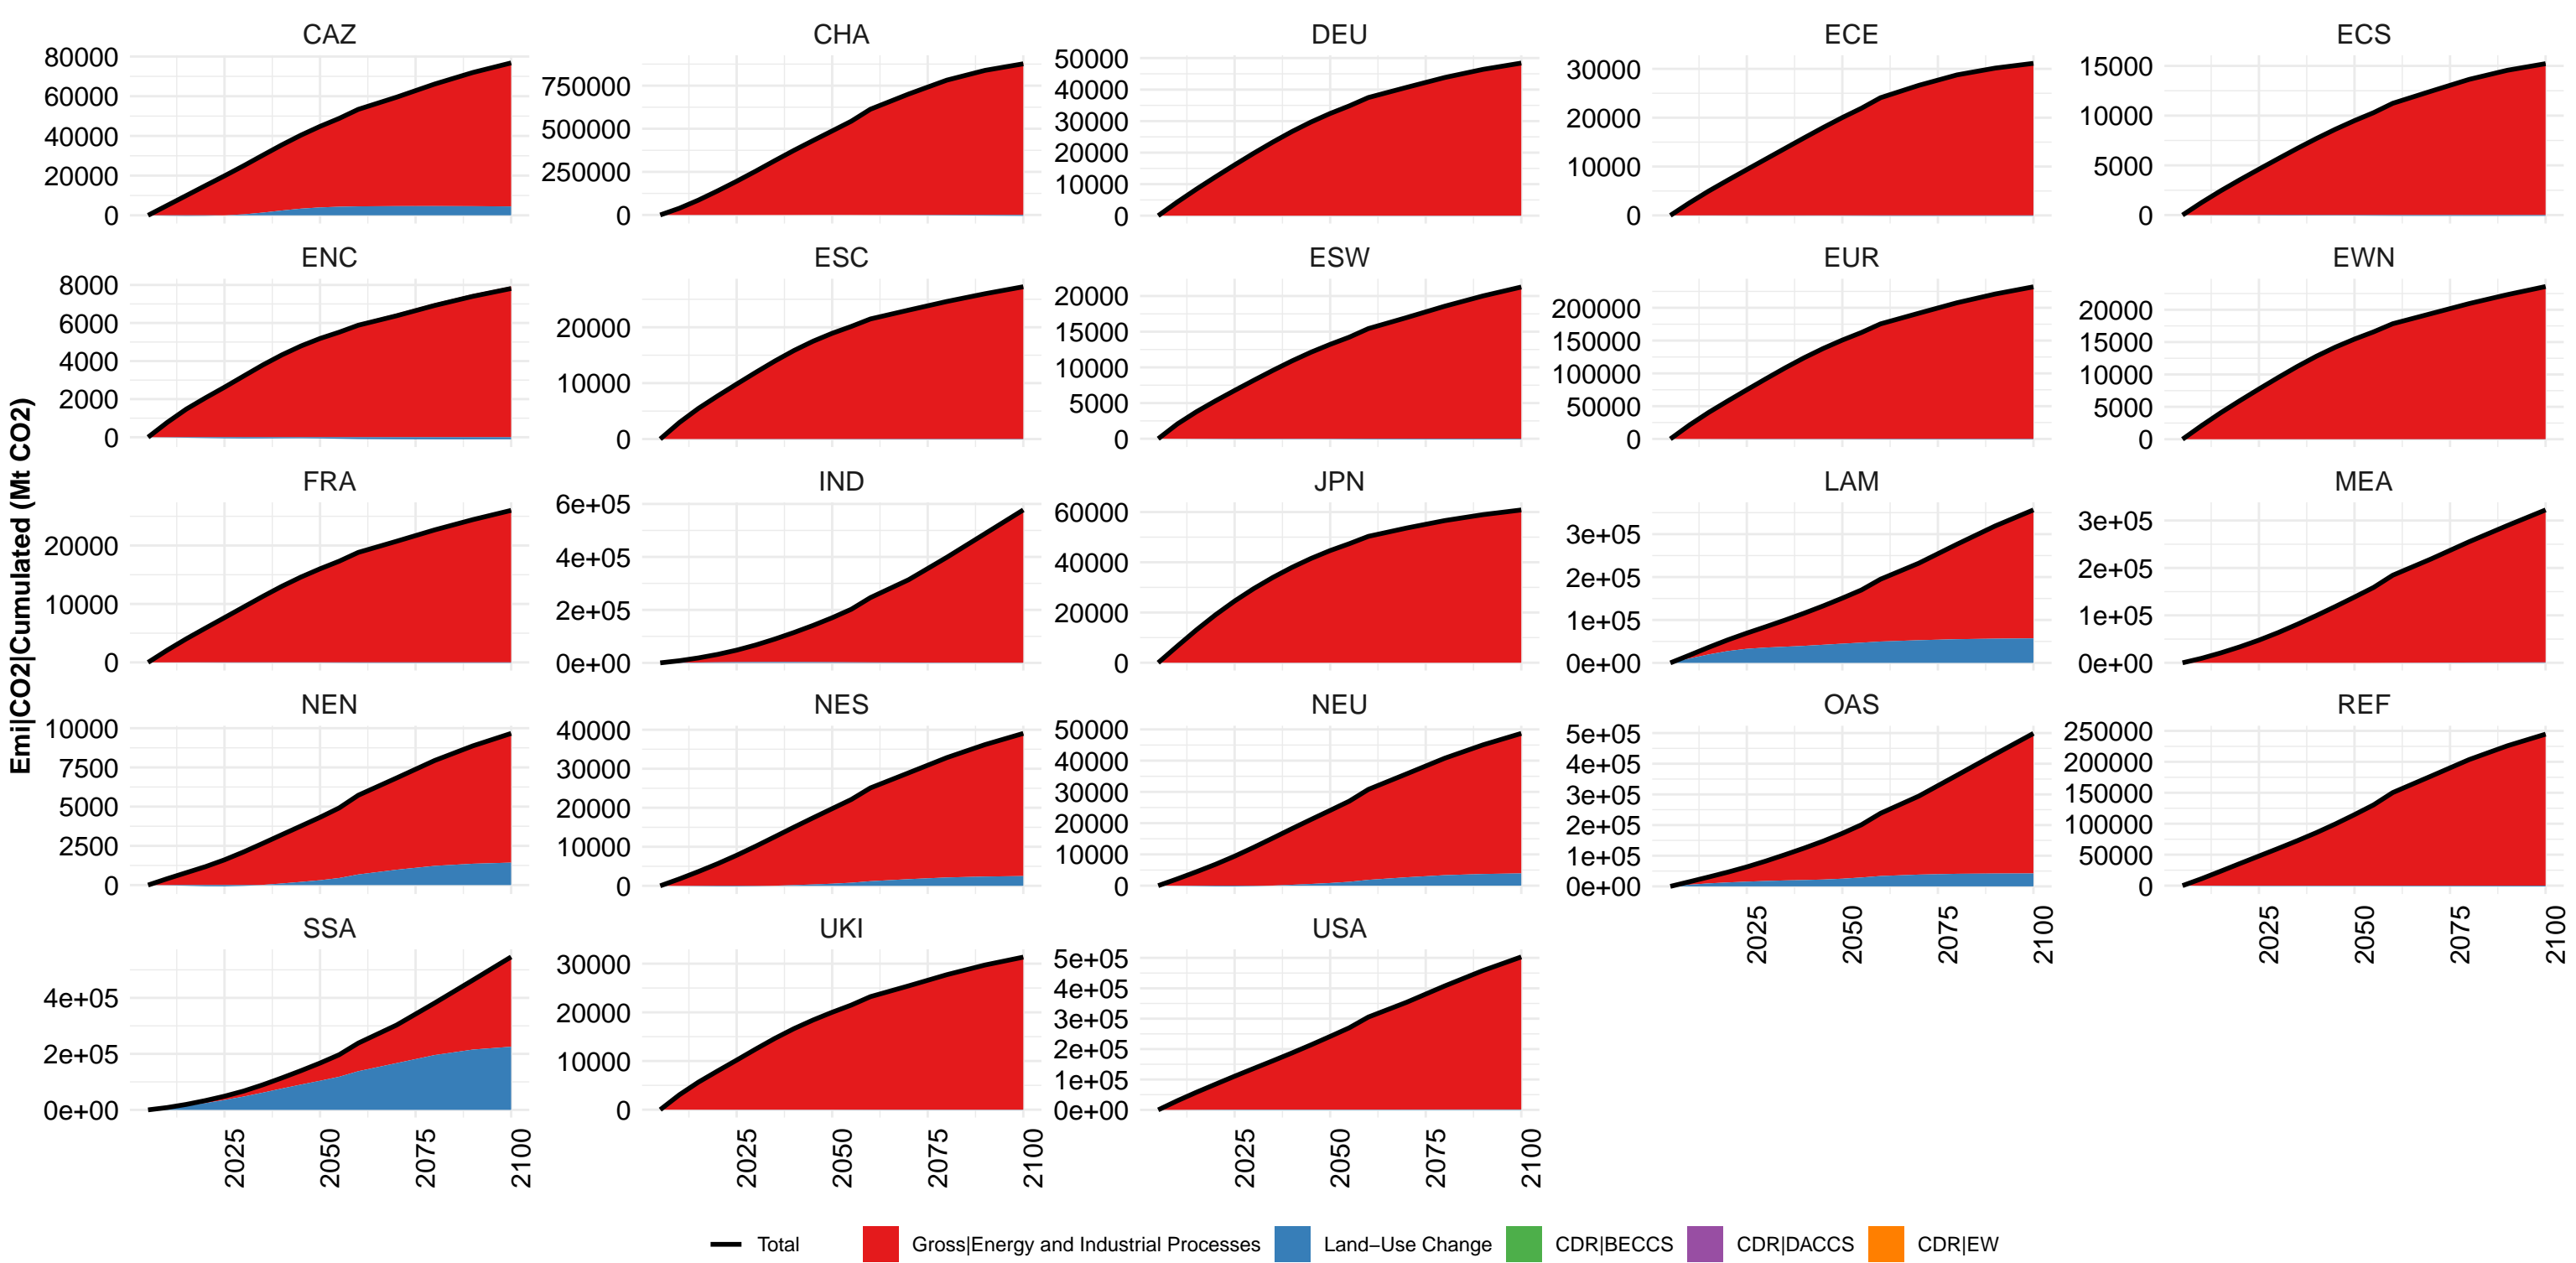 Emi|CO2|Cumulated (Mt CO2)
CAZ
80000
60000
40000
20000
0
CHA
750000
500000
250000
0
DEU
50000
40000
30000
20000
10000
0
ECE
30000
20000
10000
0
ECS
15000
10000
5000
0
ENC
8000
6000
4000
2000
0
ESC
20000
10000
0
ESW
20000
15000
10000
5000
0
EUR
200000
150000
100000
50000
0
EWN
20000
15000
10000
5000
0
FRA
20000
10000
0
IND
6e+05
4e+05
2e+05
0e+00
JPN
60000
40000
20000
0
LAM
3e+05
2e+05
1e+05
0e+00
MEA
3e+05
2e+05
1e+05
0e+00
NEN
10000
7500
5000
2500
0
NES
40000
30000
20000
10000
0
NEU
50000
40000
30000
20000
10000
0
OAS
5e+05
4e+05
3e+05
2e+05
1e+05
0e+00
2025 2050 2075 2100
REF
250000
200000
150000
100000
50000
0
2025 2050 2075 2100
SSA
4e+05
2e+05
0e+00
2025 2050 2075 2100
UKI
30000
20000
10000
0
2025 2050 2075 2100
USA
5e+05
4e+05
3e+05
2e+05
1e+05
0e+00
2025 2050 2075 2100
Total Gross|Energy and Industrial Processes Land−Use Change CDR|BECCS CDR|DACCS CDR|EW